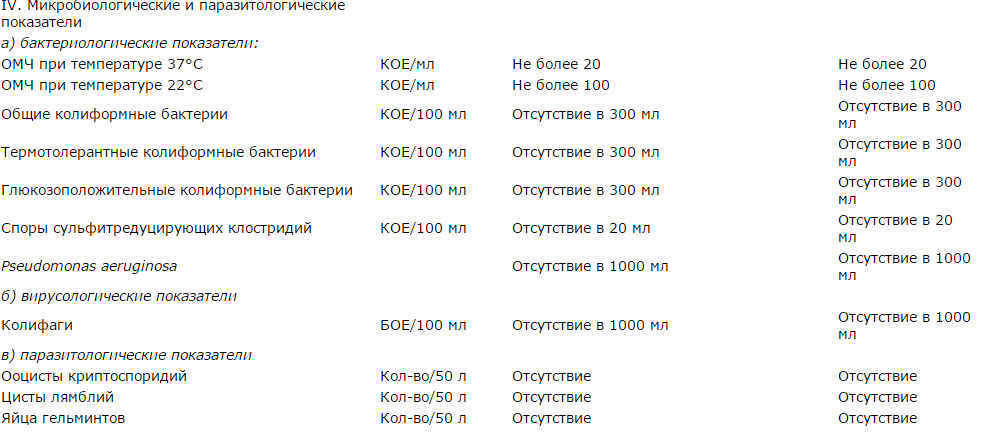 IV. Микробиологические и паразитологические
показатели
а) бактериологические показатели:
ОМЧ при температуре 37°C КОЕ/мл Не более 20 Не более 20
ОМЧ при температуре 22°C КОЕ/мл Не более 100 Не более 100
Общие колиформные бактерии КОЕ/100 мл Отсутствие в 300 мл Отсутствие в 300
мл
Термотолерантные колиформные бактерии КОЕ/100 мл Отсутствие в 300 мл Отсутствие в 300
мл
Глюкозоположительные колиформные бактерии КОЕ/100 мл Отсутствие в 300 мл Отсутствие в 300
мл
Споры сульфитредуцирующих клостридий КОЕ/100 мл Отсутствие в 20 мл Отсутствие в 20
мл
Pseudomonas aeruginosa Отсутствие в 1000 мл Отсутствие в 1000
мл
б) вирусологические показатели
Колифаги БОЕ/100 мл Отсутствие в 1000 мл Отсутствие в 1000
мл
в) паразитологические показатели
Ооцисты криптоспоридий Кол-во/50 л Отсутствие Отсутствие
Цисты лямблий Кол-во/50 л Отсутствие Отсутствие
Яйца гельминтов Кол-во/50 л Отсутствие Отсутствие